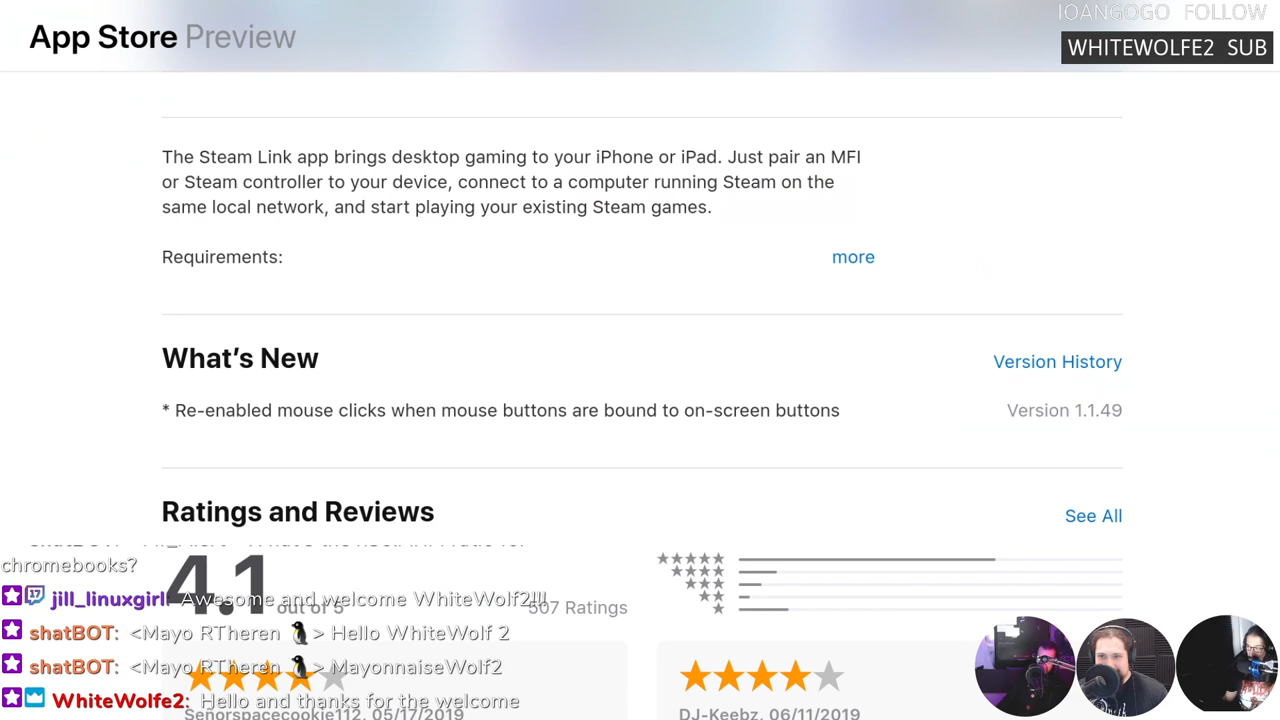 App Store Preview
IOANGOGO FOLLOW
WHITEWOLFE2 SUB
The Steam Link app brings desktop gaming to your iPhone or iPad. Just pair an MFI
or Steam controller to your device, connect to a computer running Steam on the
same local network, and start playing your existing Steam games.
Requirements:
more
What's New
Version History
* Re-enabled mouse clicks when mouse buttons are bound to on-screen buttons
Version 1.1.49
Ratings and Reviews
See All
4.1 out of 5
507 Ratings
chromebooks?
jill_linuxgirl: Awesome and welcome WhiteWolf2!!!
shatBOT: <Mayo RTheren 🐧> Hello WhiteWolf 2
shatBOT: <Mayo RTheren 🐧> MayonnaiseWolf2
WhiteWolfe2: Hello and thanks for the welcome
Senorspacecookie112, 05/17/2019
DJ-Keebz, 06/11/2019